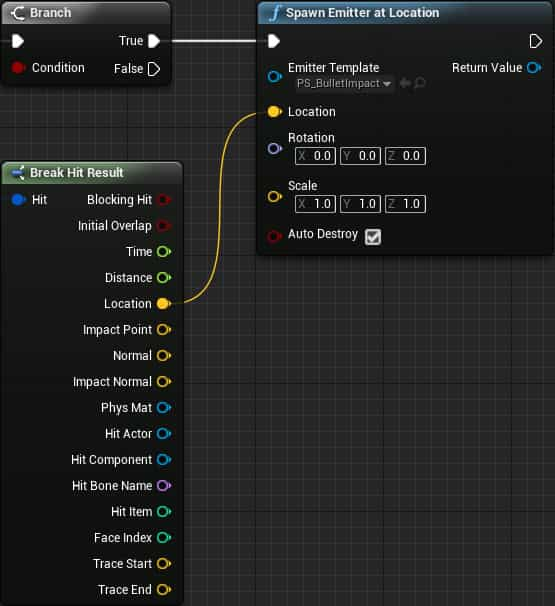 Branch
True
Condition
False
Spawn Emitter at Location
Emitter Template
PS_BulletImpact
Return Value
Location
Rotation
X 0.0 Y 0.0 Z 0.0
Scale
X 1.0 Y 1.0 Z 1.0
Auto Destroy
Break Hit Result
Hit
Blocking Hit
Initial Overlap
Time
Distance
Location
Impact Point
Normal
Impact Normal
Phys Mat
Hit Actor
Hit Component
Hit Bone Name
Hit Item
Face Index
Trace Start
Trace End